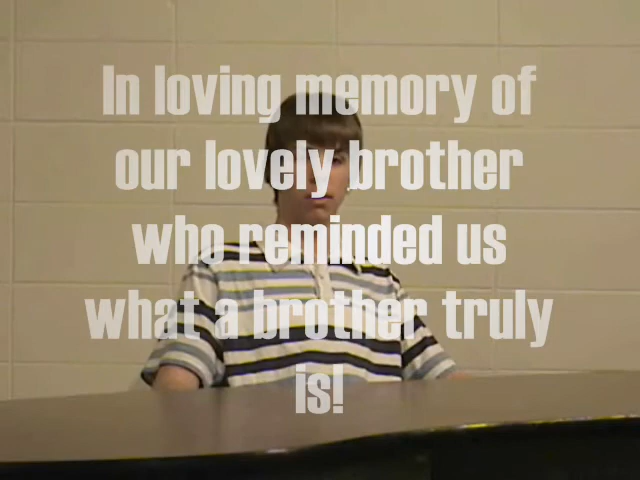 In loving memory of
our lovely brother
who reminded us
what a brother truly
is!